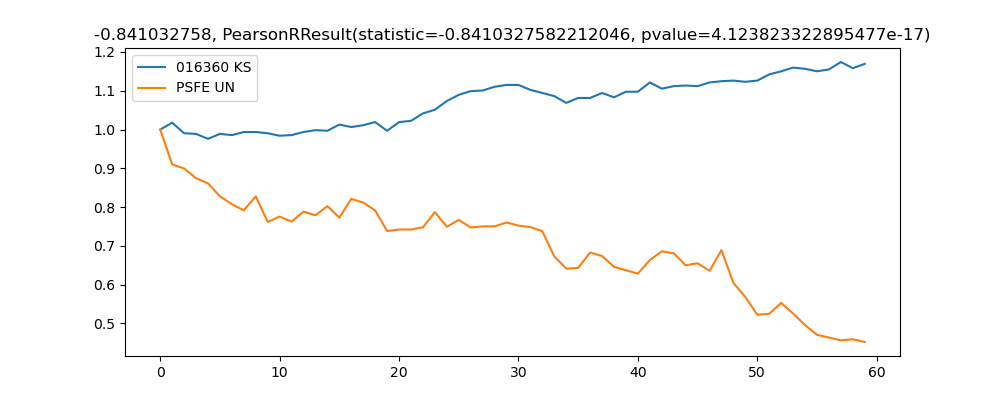 -0.841032758, PearsonRResult(statistic=-0.8410327582212046, pvalue=4.123823322895477e-17)
016360 KS
PSFE UN
1.2
1.1
1.0
0.9
0.8
0.7
0.6
0.5
0 10 20 30 40 50 60